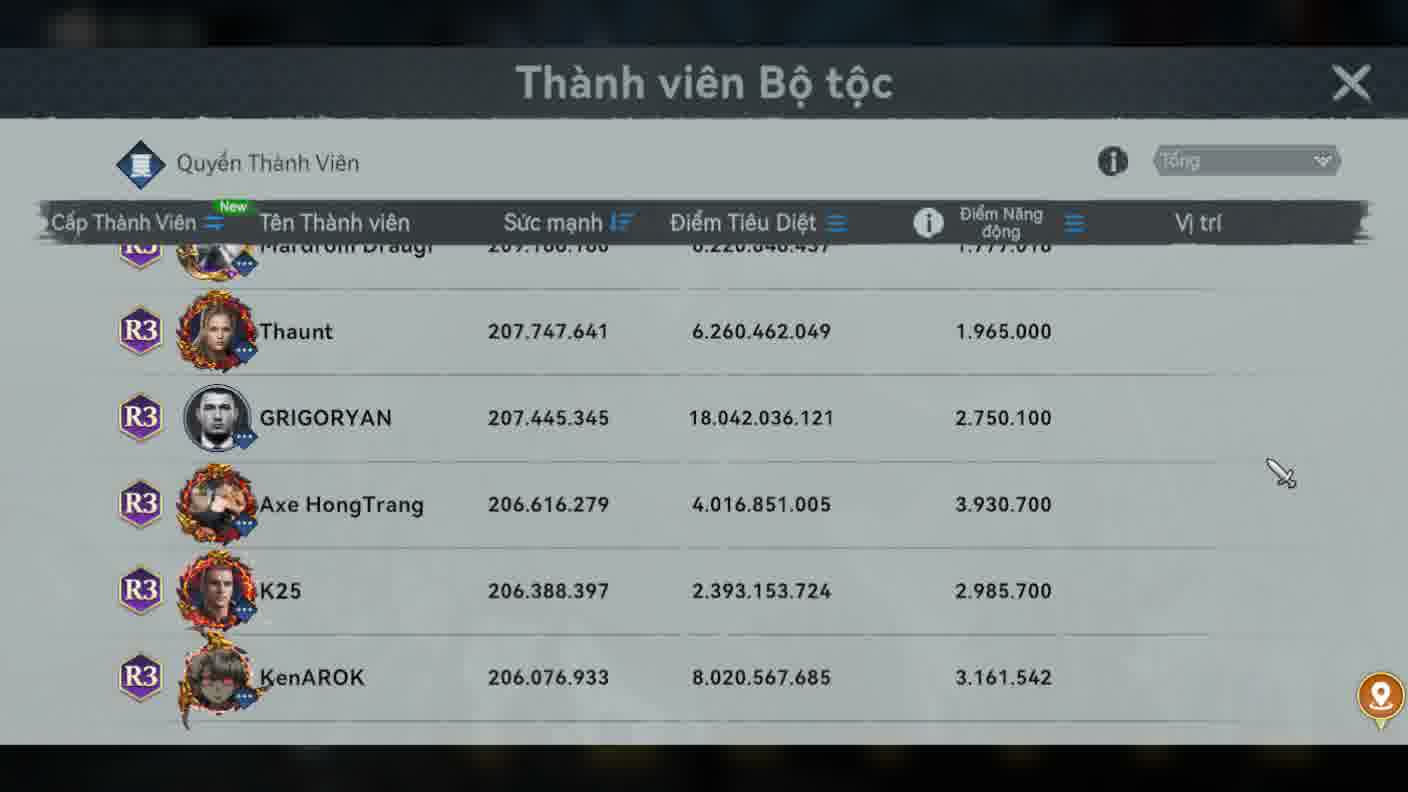 Thành viên Bộ tộc
Quyển Thành Viên
Tổng
New
Cấp Thành Viên Tên Thành viên Sức mạnh Điểm Tiêu Diệt Điểm Năng động Vị trí
R3 Thaunt 207.747.641 6.260.462.049 1.965.000
R3 GRIGORYAN 207.445.345 18.042.036.121 2.750.100
R3 Axe HongTrang 206.616.279 4.016.851.005 3.930.700
R3 K25 206.388.397 2.393.153.724 2.985.700
R3 KenAROK 206.076.933 8.020.567.685 3.161.542